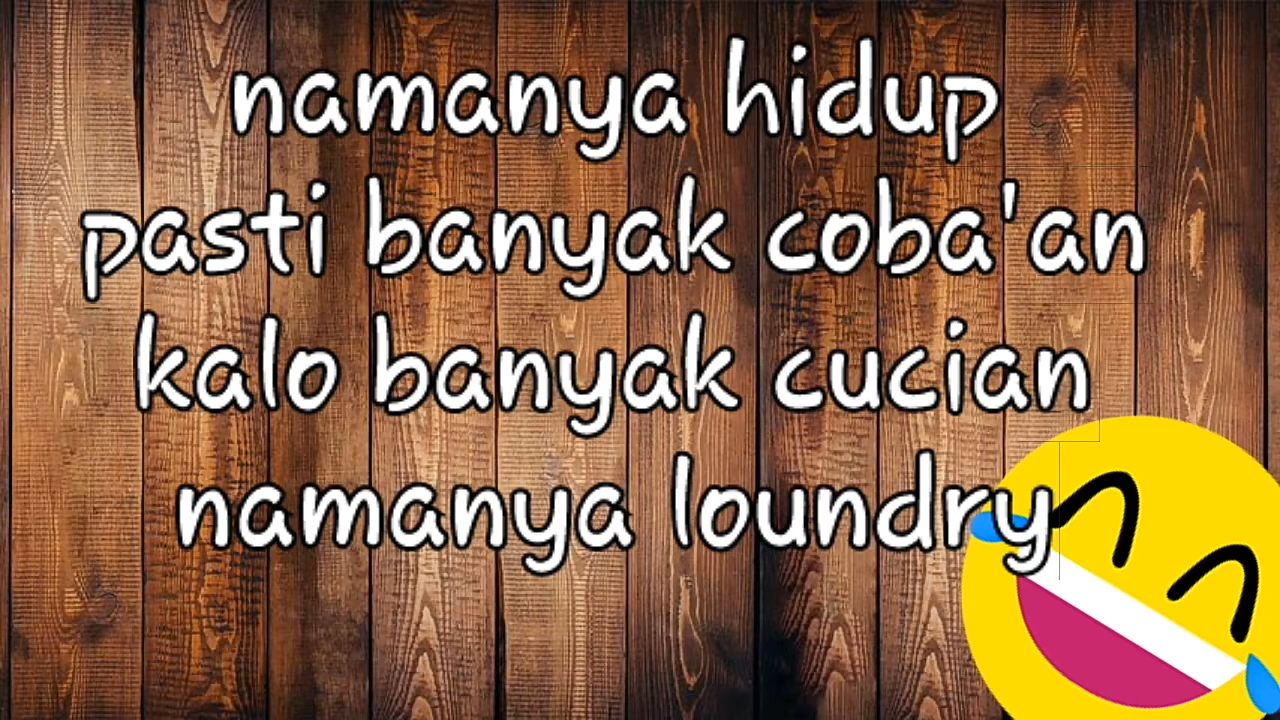 namanya hidup
pasti banyak coba'an
kalo banyak cucian
namanya loundry